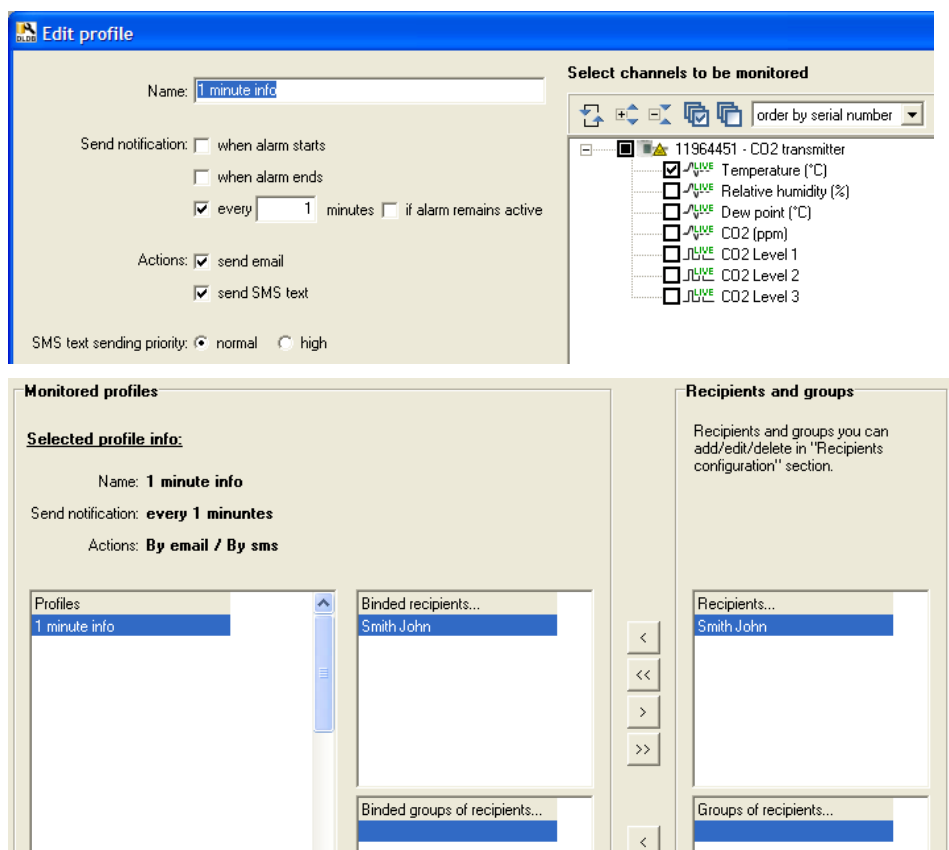 Edit profile
Name: 1 minute info
Send notification: when alarm starts
when alarm ends
every 1 minutes if alarm remains active
Actions: send email
send SMS text
SMS text sending priority: normal high
Select channels to be monitored
order by serial number
11964451 - CO2 transmitter
LIVE Temperature (°C)
LIVE Relative humidity (%)
LIVE Dew point (°C)
LIVE CO2 (ppm)
LIVE CO2 Level 1
LIVE CO2 Level 2
LIVE CO2 Level 3
Monitored profiles
Selected profile info:
Name: 1 minute info
Send notification: every 1 minuntes
Actions: By email / By sms
Profiles
1 minute info
Binded recipients...
Smith John
Binded groups of recipients...
<
<<
>
>>
<
Recipients and groups
Recipients and groups you can
add/edit/delete in "Recipients
configuration" section.
Recipients...
Smith John
Groups of recipients...